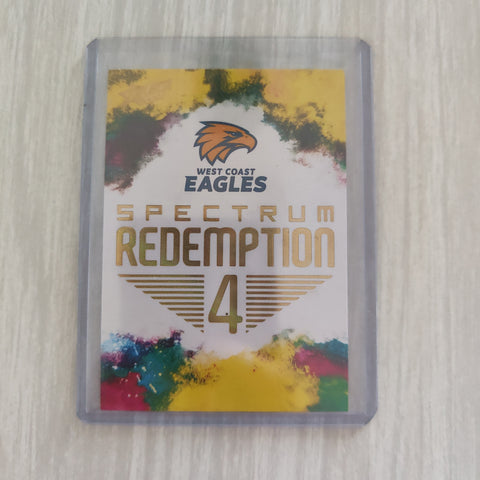 WEST COAST
EAGLES
SPECTRUM
REDEMPTION
4